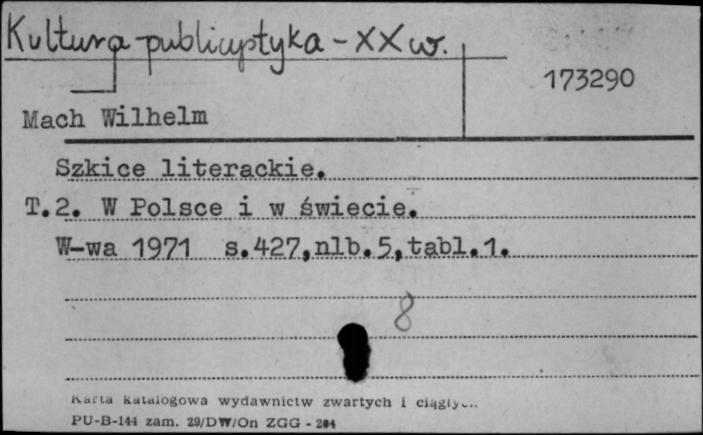 Kultura-publicystyka - XX w.
173290
Mach Wilhelm
Szkice literackie.
T.2. W Polsce i w świecie.
W-wa 1971 s.427,nlb.5,tabl.1.
8
Karta katalogowa wydawnictw zwartych i ciągłych
PU-B-144 zam. 29/DW/On ZGG - 204